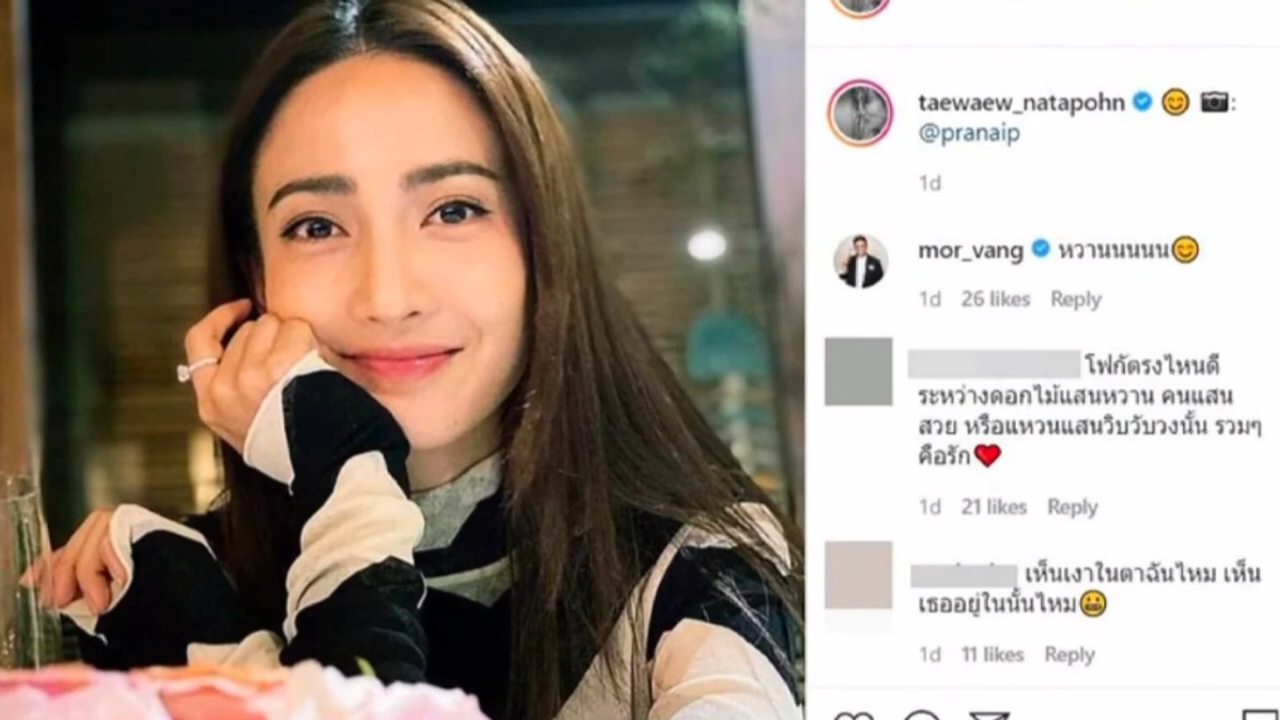 taewaew_natapohn 😊 📷:
@pranaip
1d
mor_vang หวานนนนน😊
1d 26 likes Reply
โฟกัตรงไหนดี
ระหว่างดอกไม้แสนหวาน คนแสน
สวย หรือแหวนแสนวิบวับวงนั้น รวมๆ
คือรัก❤️
1d 21 likes Reply
เห็นเงาในตาฉันไหม เห็น
เธออยู่ในนั้นไหม😬
1d 11 likes Reply